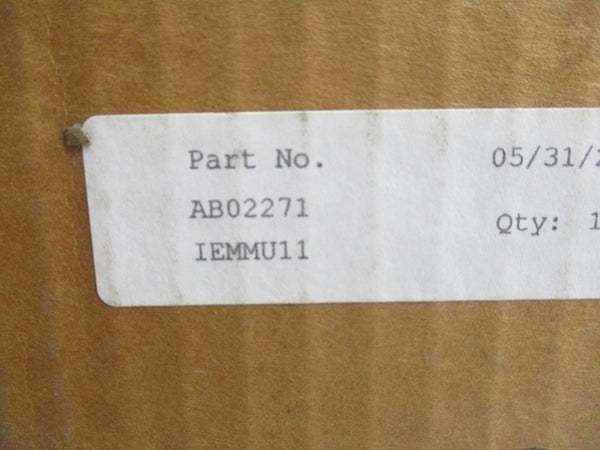 Part No.
05/31/2
AB02271
Qty: 1
IEMMU11